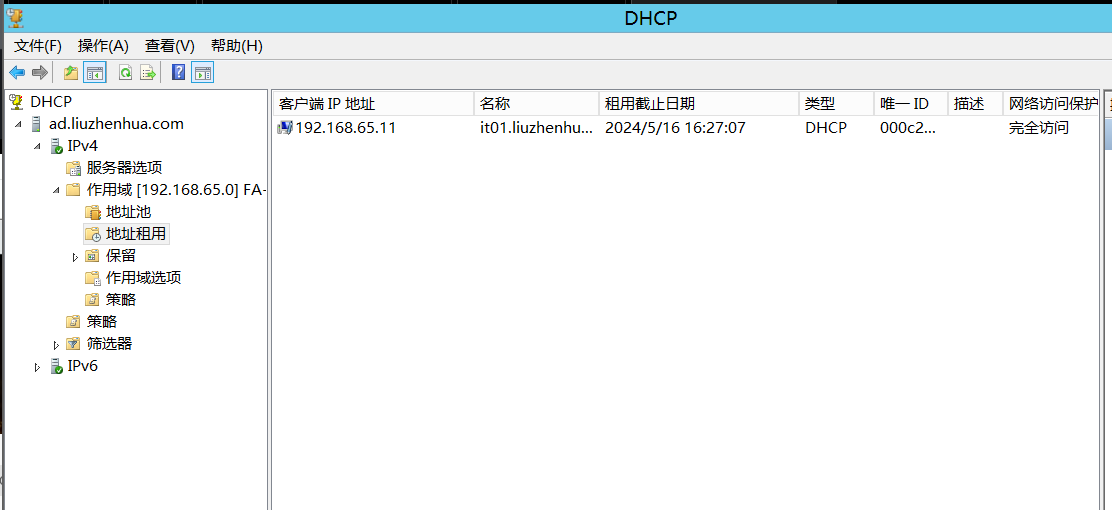 DHCP
文件(F) 操作(A) 查看(V) 帮助(H)
DHCP
ad.liuzhenhua.com
IPv4
服务器选项
作用域 [192.168.65.0] FA-
地址池
地址租用
保留
作用域选项
策略
策略
筛选器
IPv6
客户端 IP 地址 名称 租用截止日期 类型 唯一 ID 描述 网络访问保护
192.168.65.11 it01.liuzhenhu... 2024/5/16 16:27:07 DHCP 000c2... 完全访问